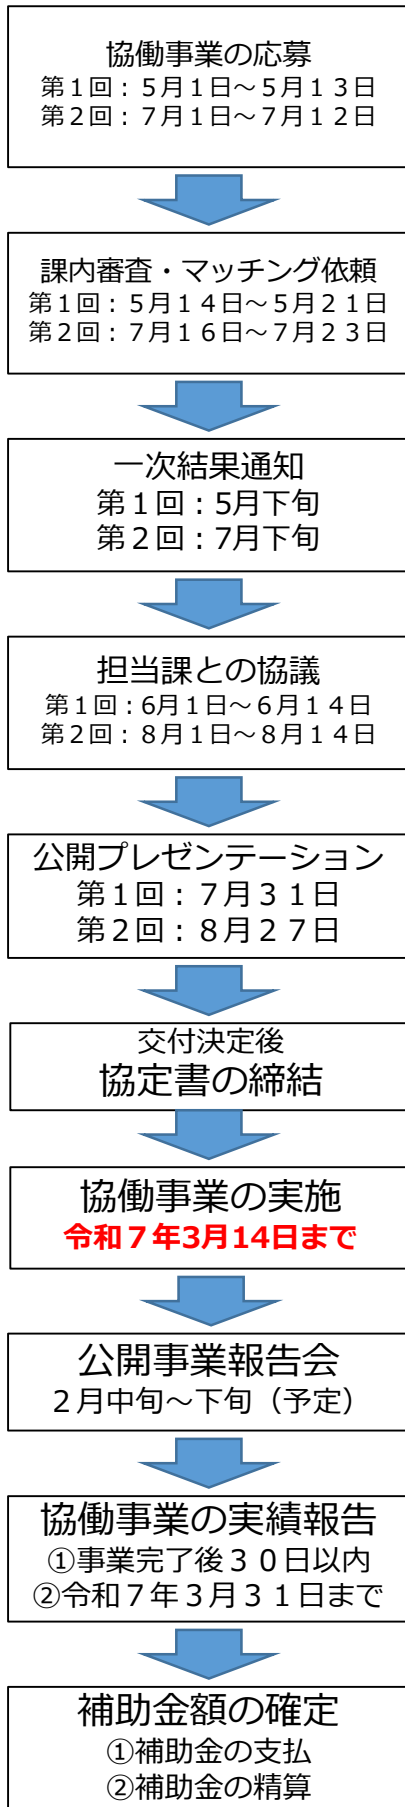 協働事業の応募
第１回：５月１日～５月１３日
第２回：７月１日～７月１２日
課内審査・マッチング依頼
第１回：５月１４日～５月２１日
第２回：７月１６日～７月２３日
一次結果通知
第１回：5月下旬
第２回：7月下旬
担当課との協議
第１回：6月１日～６月１４日
第２回：８月１日～８月１４日
公開プレゼンテーション
第１回：７月３１日
第２回：８月２７日
交付決定後
協定書の締結
協働事業の実施
令和７年3月14日まで
公開事業報告会
２月中旬～下旬（予定）
協働事業の実績報告
①事業完了後３０日以内
②令和７年３月３１日まで
補助金額の確定
①補助金の支払
②補助金の精算